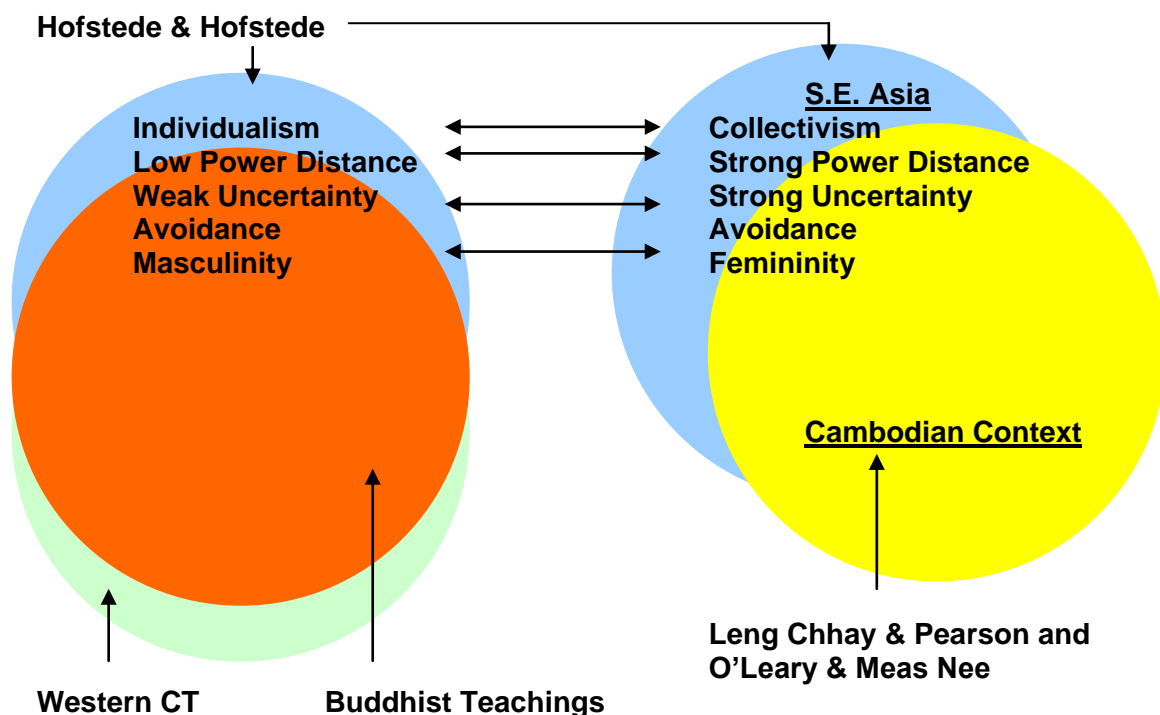 Hofstede & Hofstede
Individualism
Low Power Distance
Weak Uncertainty
Avoidance
Masculinity
S.E. Asia
Collectivism
Strong Power Distance
Strong Uncertainty
Avoidance
Femininity
Cambodian Context
Leng Chhay & Pearson and
O’Leary & Meas Nee
Western CT
Buddhist Teachings